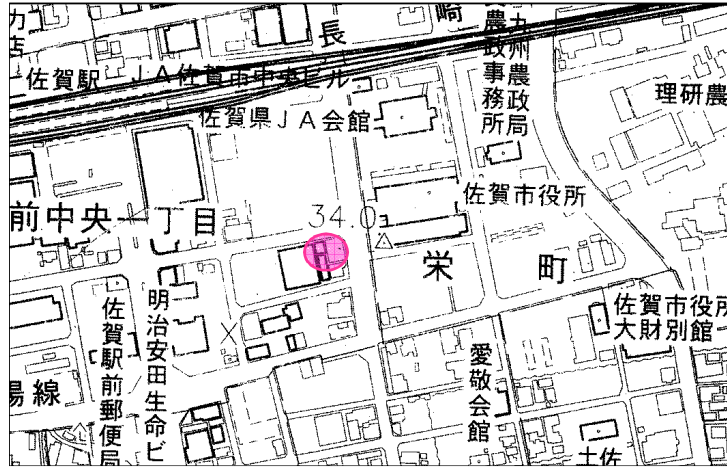 力
店
長
崎
九州農政局
農政事務所
佐賀駅
JA佐賀市中央ビル
佐賀県JA会館
理研農
佐賀市役所
前中央一丁目
34.0
栄町
佐賀駅前郵便局
明治安田生命ビ
愛敬会館
佐賀市役所
大財別館
湯線
土佐